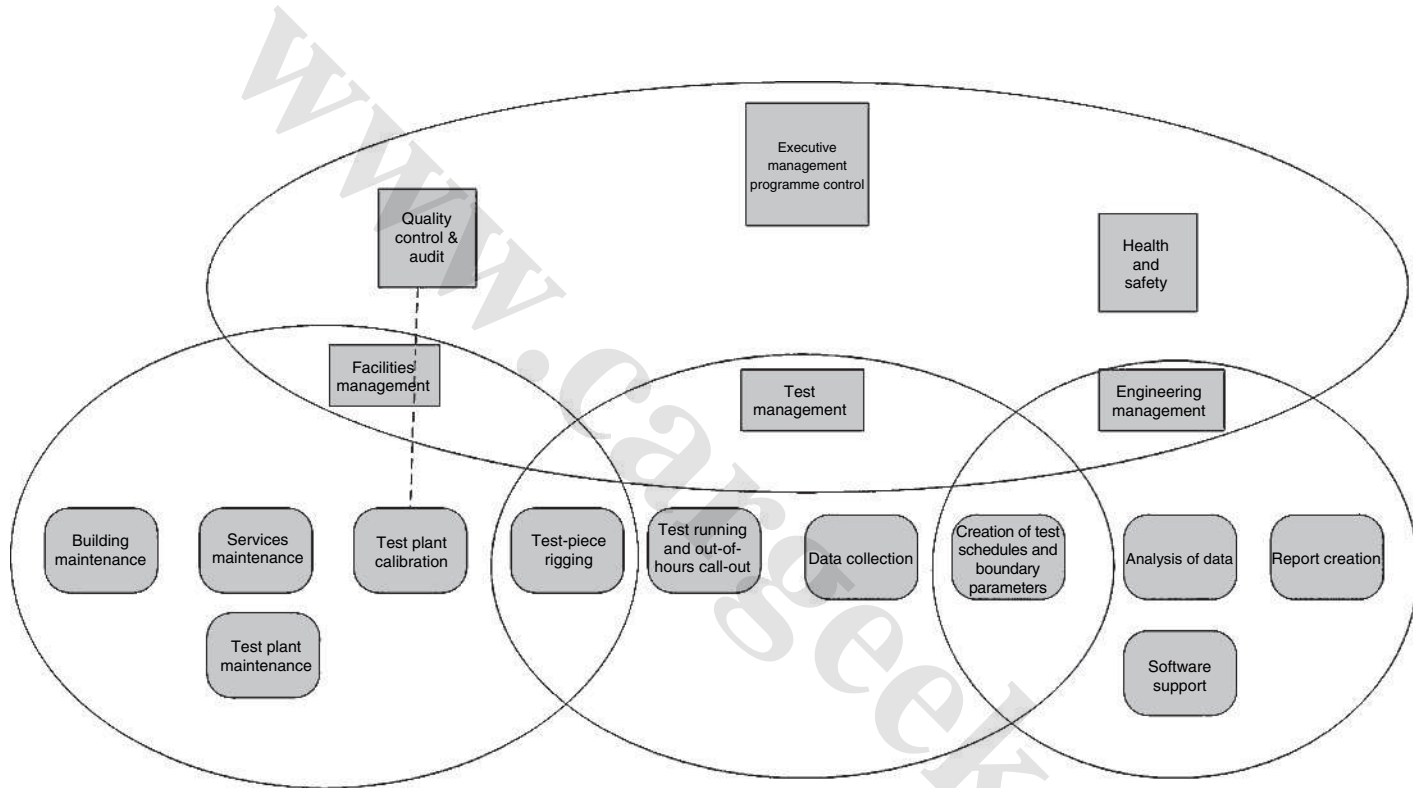 Executive
management
programme control
Quality
control &
audit
Health
and
safety
Facilities
management
Test
management
Engineering
management
Building
maintenance
Services
maintenance
Test plant
calibration
Test-piece
rigging
Test running
and out-of-
hours call-out
Data collection
Creation of test
schedules and
boundary
parameters
Analysis of data
Report creation
Test plant
maintenance
Software
support
www.cargeek